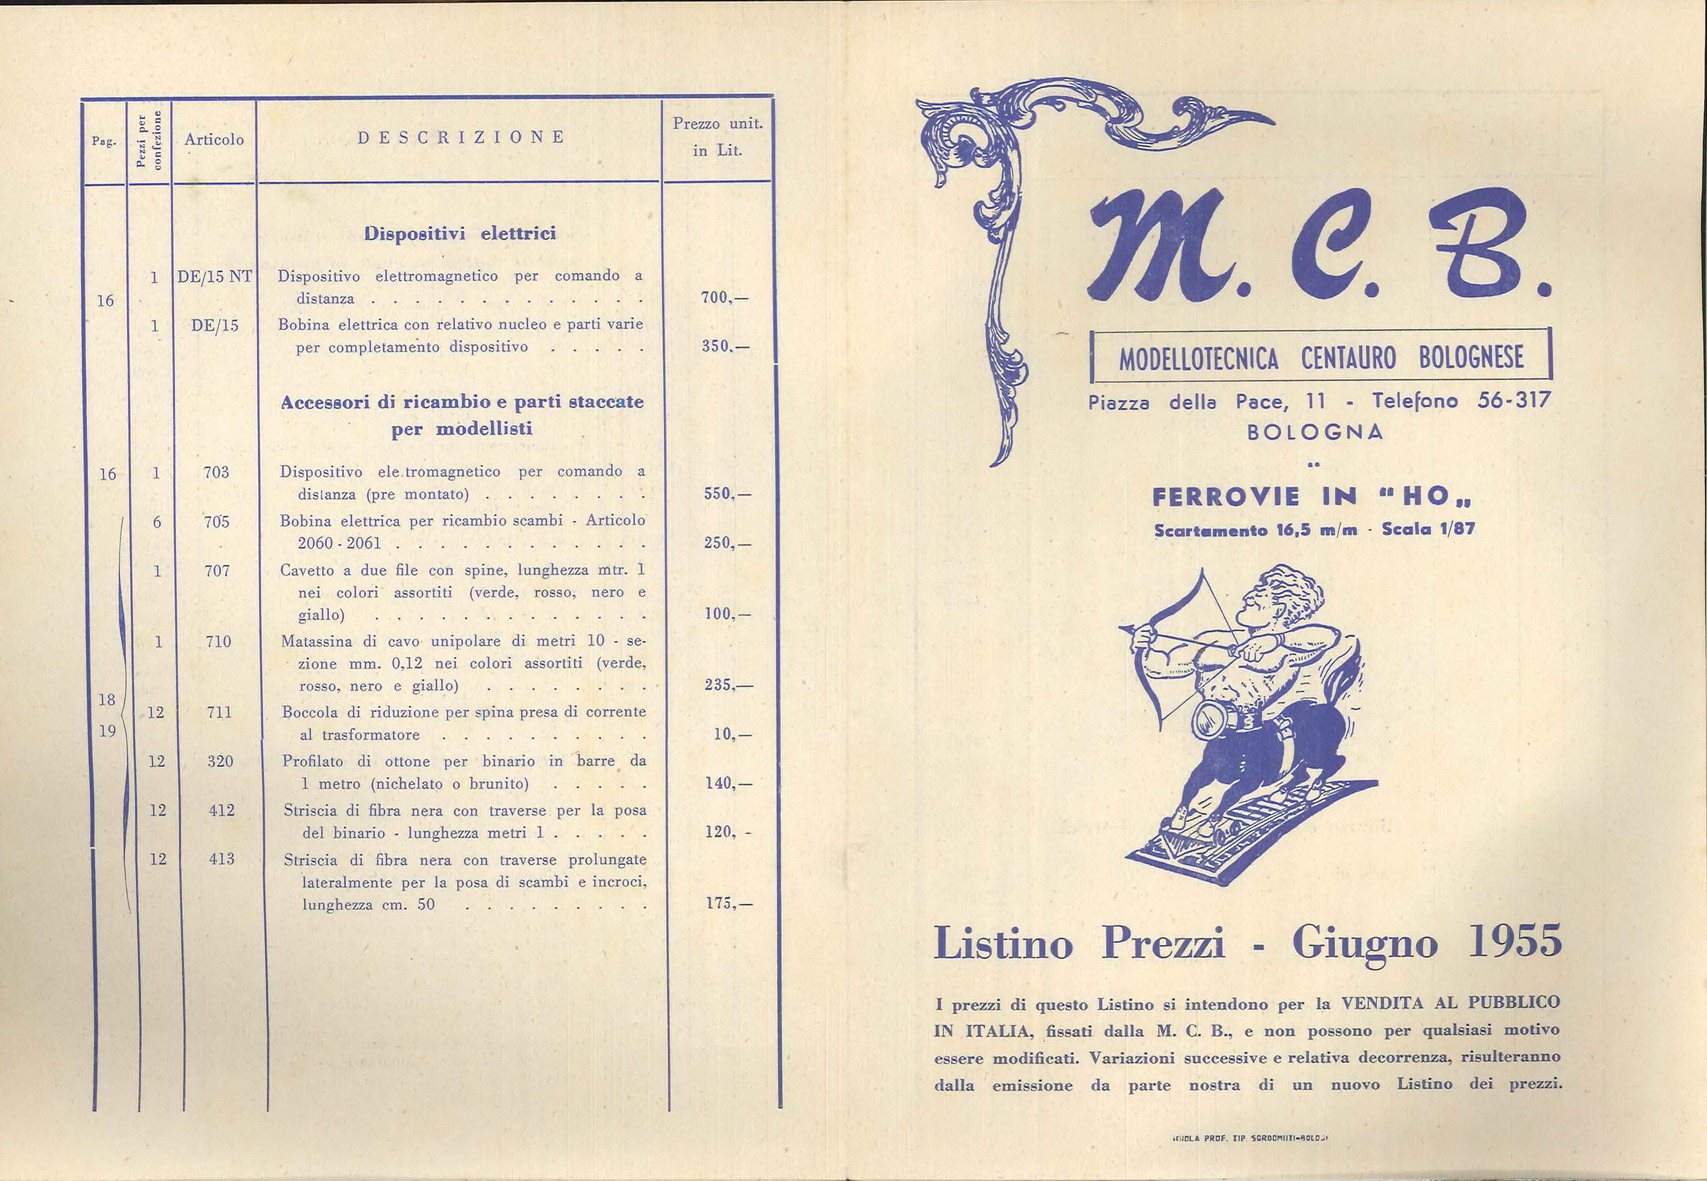 Pag.
Pezzi per
confezione
Articolo
DESCRIZIONE
Prezzo unit.
in Lit.
Dispositivi elettrici
1 DE/15 NT Dispositivo elettromagnetico per comando a
16 distanza . . . . . . . . . . . . . 700,—
1 DE/15 Bobina elettrica con relativo nucleo e parti varie
per completamento dispositivo . . . . . 350.—
Accessori di ricambio e parti staccate
per modellisti
16 1 703 Dispositivo ele.tromagnetico per comando a
distanza (pre montato) . . . . . . . . 550,—
6 705 Bobina elettrica per ricambio scambi - Articolo
2060 - 2061 . . . . . . . . . . . . 250,—
1 707 Cavetto a due file con spine, lunghezza mtr. 1
nei colori assortiti (verde, rosso, nero e
giallo) . . . . . . . . . . . . . 100,—
1 710 Matassina di cavo unipolare di metri 10 - se-
zione mm. 0,12 nei colori assortiti (verde,
18 rosso, nero e giallo) . . . . . . . . 235,—
12 711 Boccola di riduzione per spina presa di corrente
19 al trasformatore . . . . . . . . . . 10,—
12 320 Profilato di ottone per binario in barre da
1 metro (nichelato o brunito) . . . . . 140,—
12 412 Striscia di fibra nera con traverse per la posa
del binario - lunghezza metri 1 . . . . . 120, -
12 413 Striscia di fibra nera con traverse prolungate
lateralmente per la posa di scambi e incroci,
lunghezza cm. 50 . . . . . . . . . 175,—
M. C. B.
MODELLOTECNICA CENTAURO BOLOGNESE
Piazza della Pace, 11 - Telefono 56-317
BOLOGNA
FERROVIE IN "HO„
Scartamento 16,5 m/m - Scala 1/87
Listino Prezzi - Giugno 1955
I prezzi di questo Listino si intendono per la VENDITA AL PUBBLICO
IN ITALIA, fissati dalla M. C. B., e non possono per qualsiasi motivo
essere modificati. Variazioni successive e relativa decorrenza, risulteranno
dalla emissione da parte nostra di un nuovo Listino dei prezzi.
PROF. TIP SORDOMUTI-